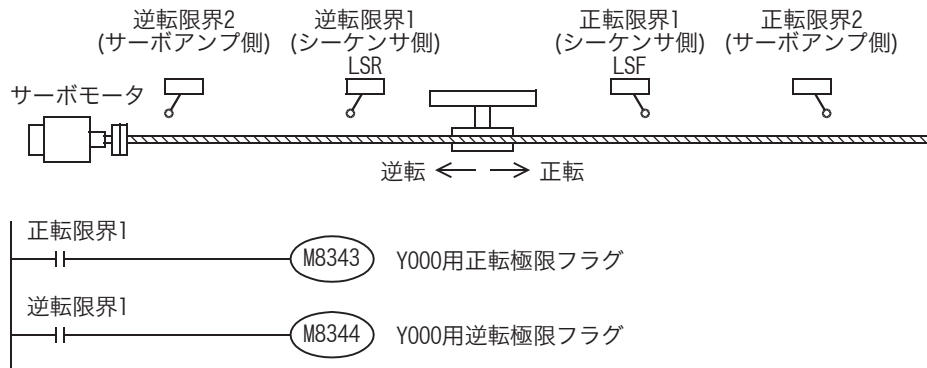 逆転限界2
(サーボアンプ側)
逆転限界1
(シーケンサ側)
LSR
正転限界1
(シーケンサ側)
LSF
正転限界2
(サーボアンプ側)
サーボモータ
逆転
正転
正転限界1
M8343
Y000用正転極限フラグ
逆転限界1
M8344
Y000用逆転極限フラグ